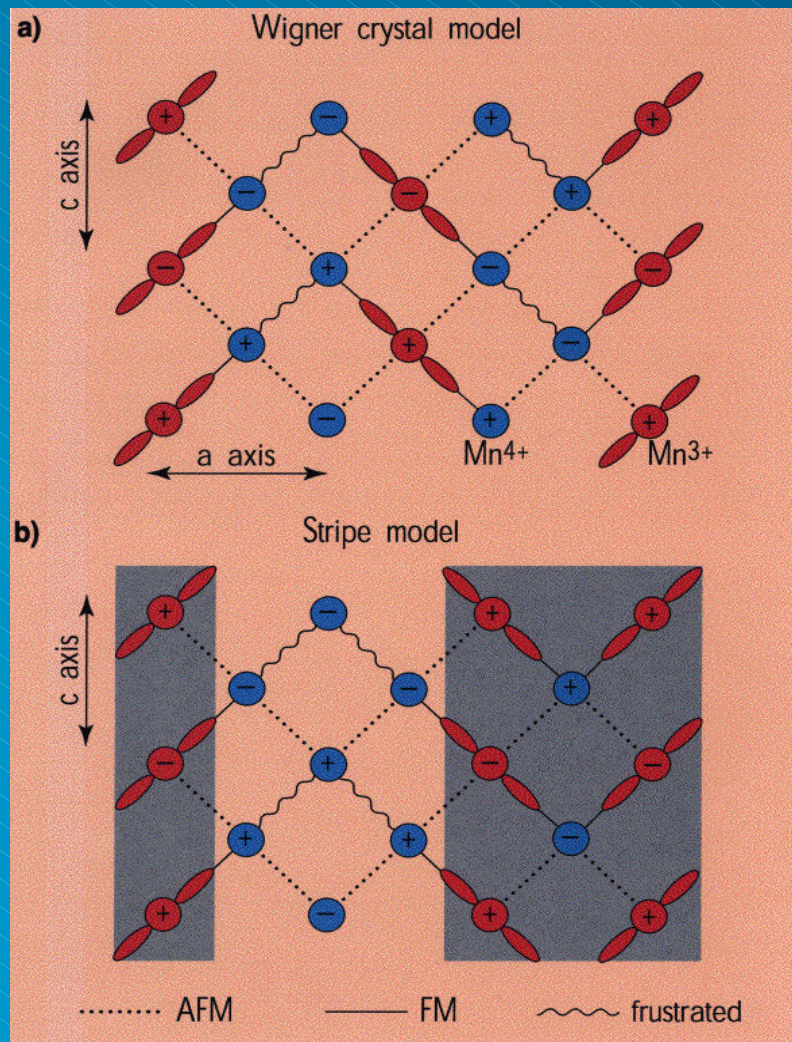 a) Wigner crystal model
+ − + +
c axis
− − +
− + − −
+ + −
+ − + +
Mn4+ Mn3+
a axis
b) Stripe model
+ − + +
c axis
− − +
− + − −
+ + −
+ − + +
AFM FM frustrated